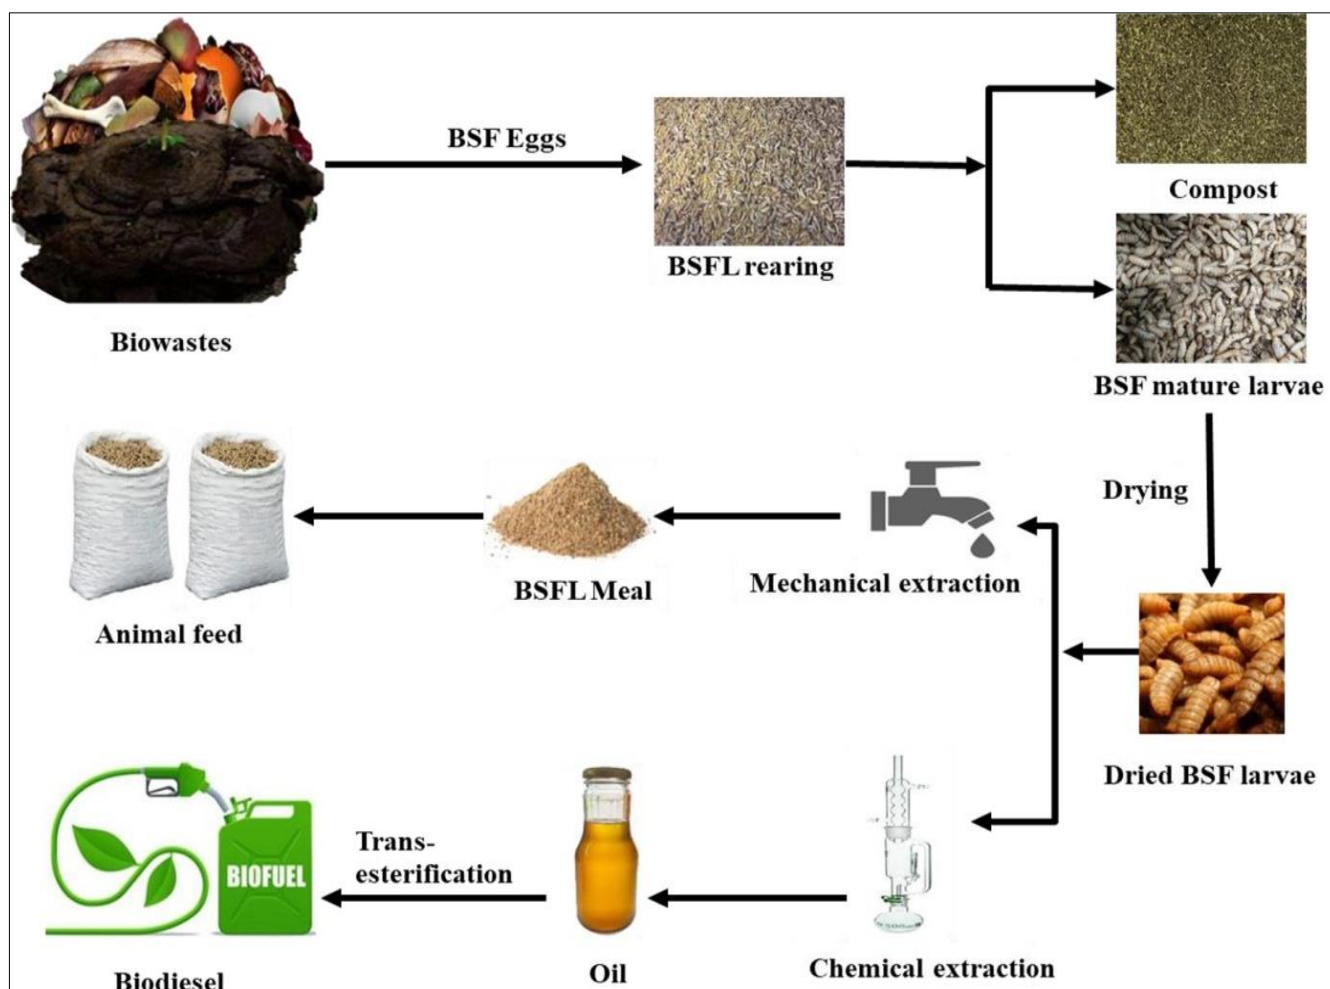 BSF Eggs
Compost
BSFL rearing
Biowastes
BSF mature larvae
Drying
BSFL Meal
Mechanical extraction
Animal feed
Dried BSF larvae
Trans-
esterification
BIOFUEL
Oil
Chemical extraction
Biodiesel